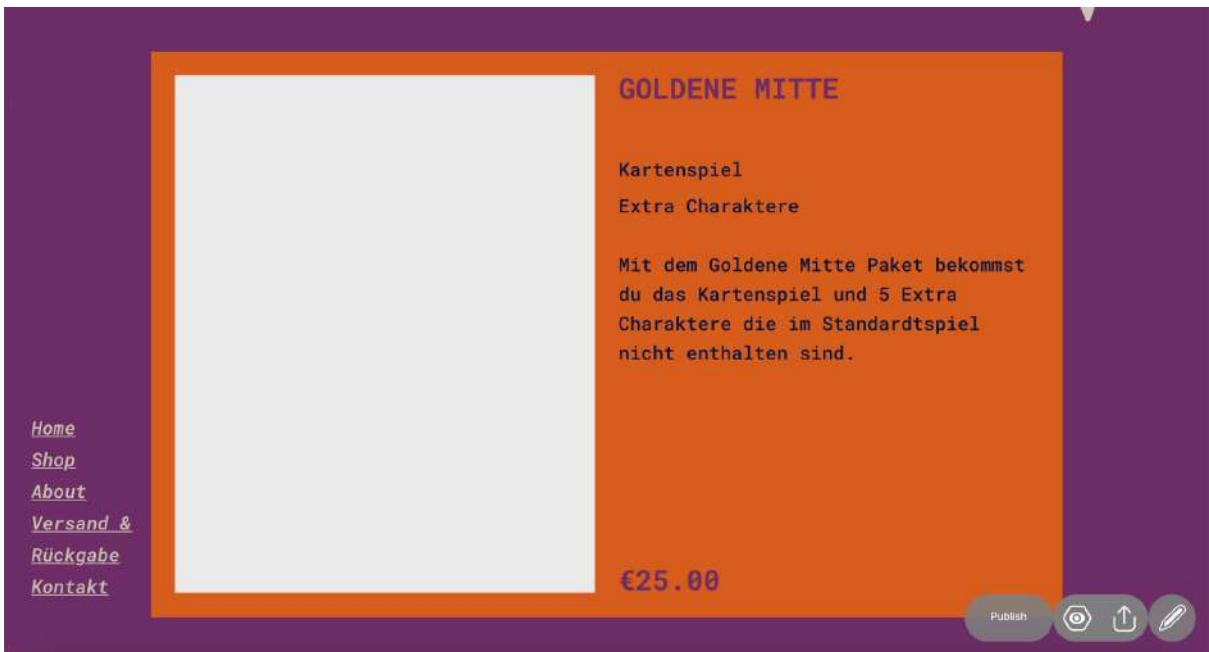 GOLDENE MITTE
Kartenspiel
Extra Charaktere
Mit dem Goldene Mitte Paket bekommst
du das Kartenspiel und 5 Extra
Charaktere die im Standardtspiel
nicht enthalten sind.
€25.00
Home
Shop
About
Versand &
Rückgabe
Kontakt
Publish